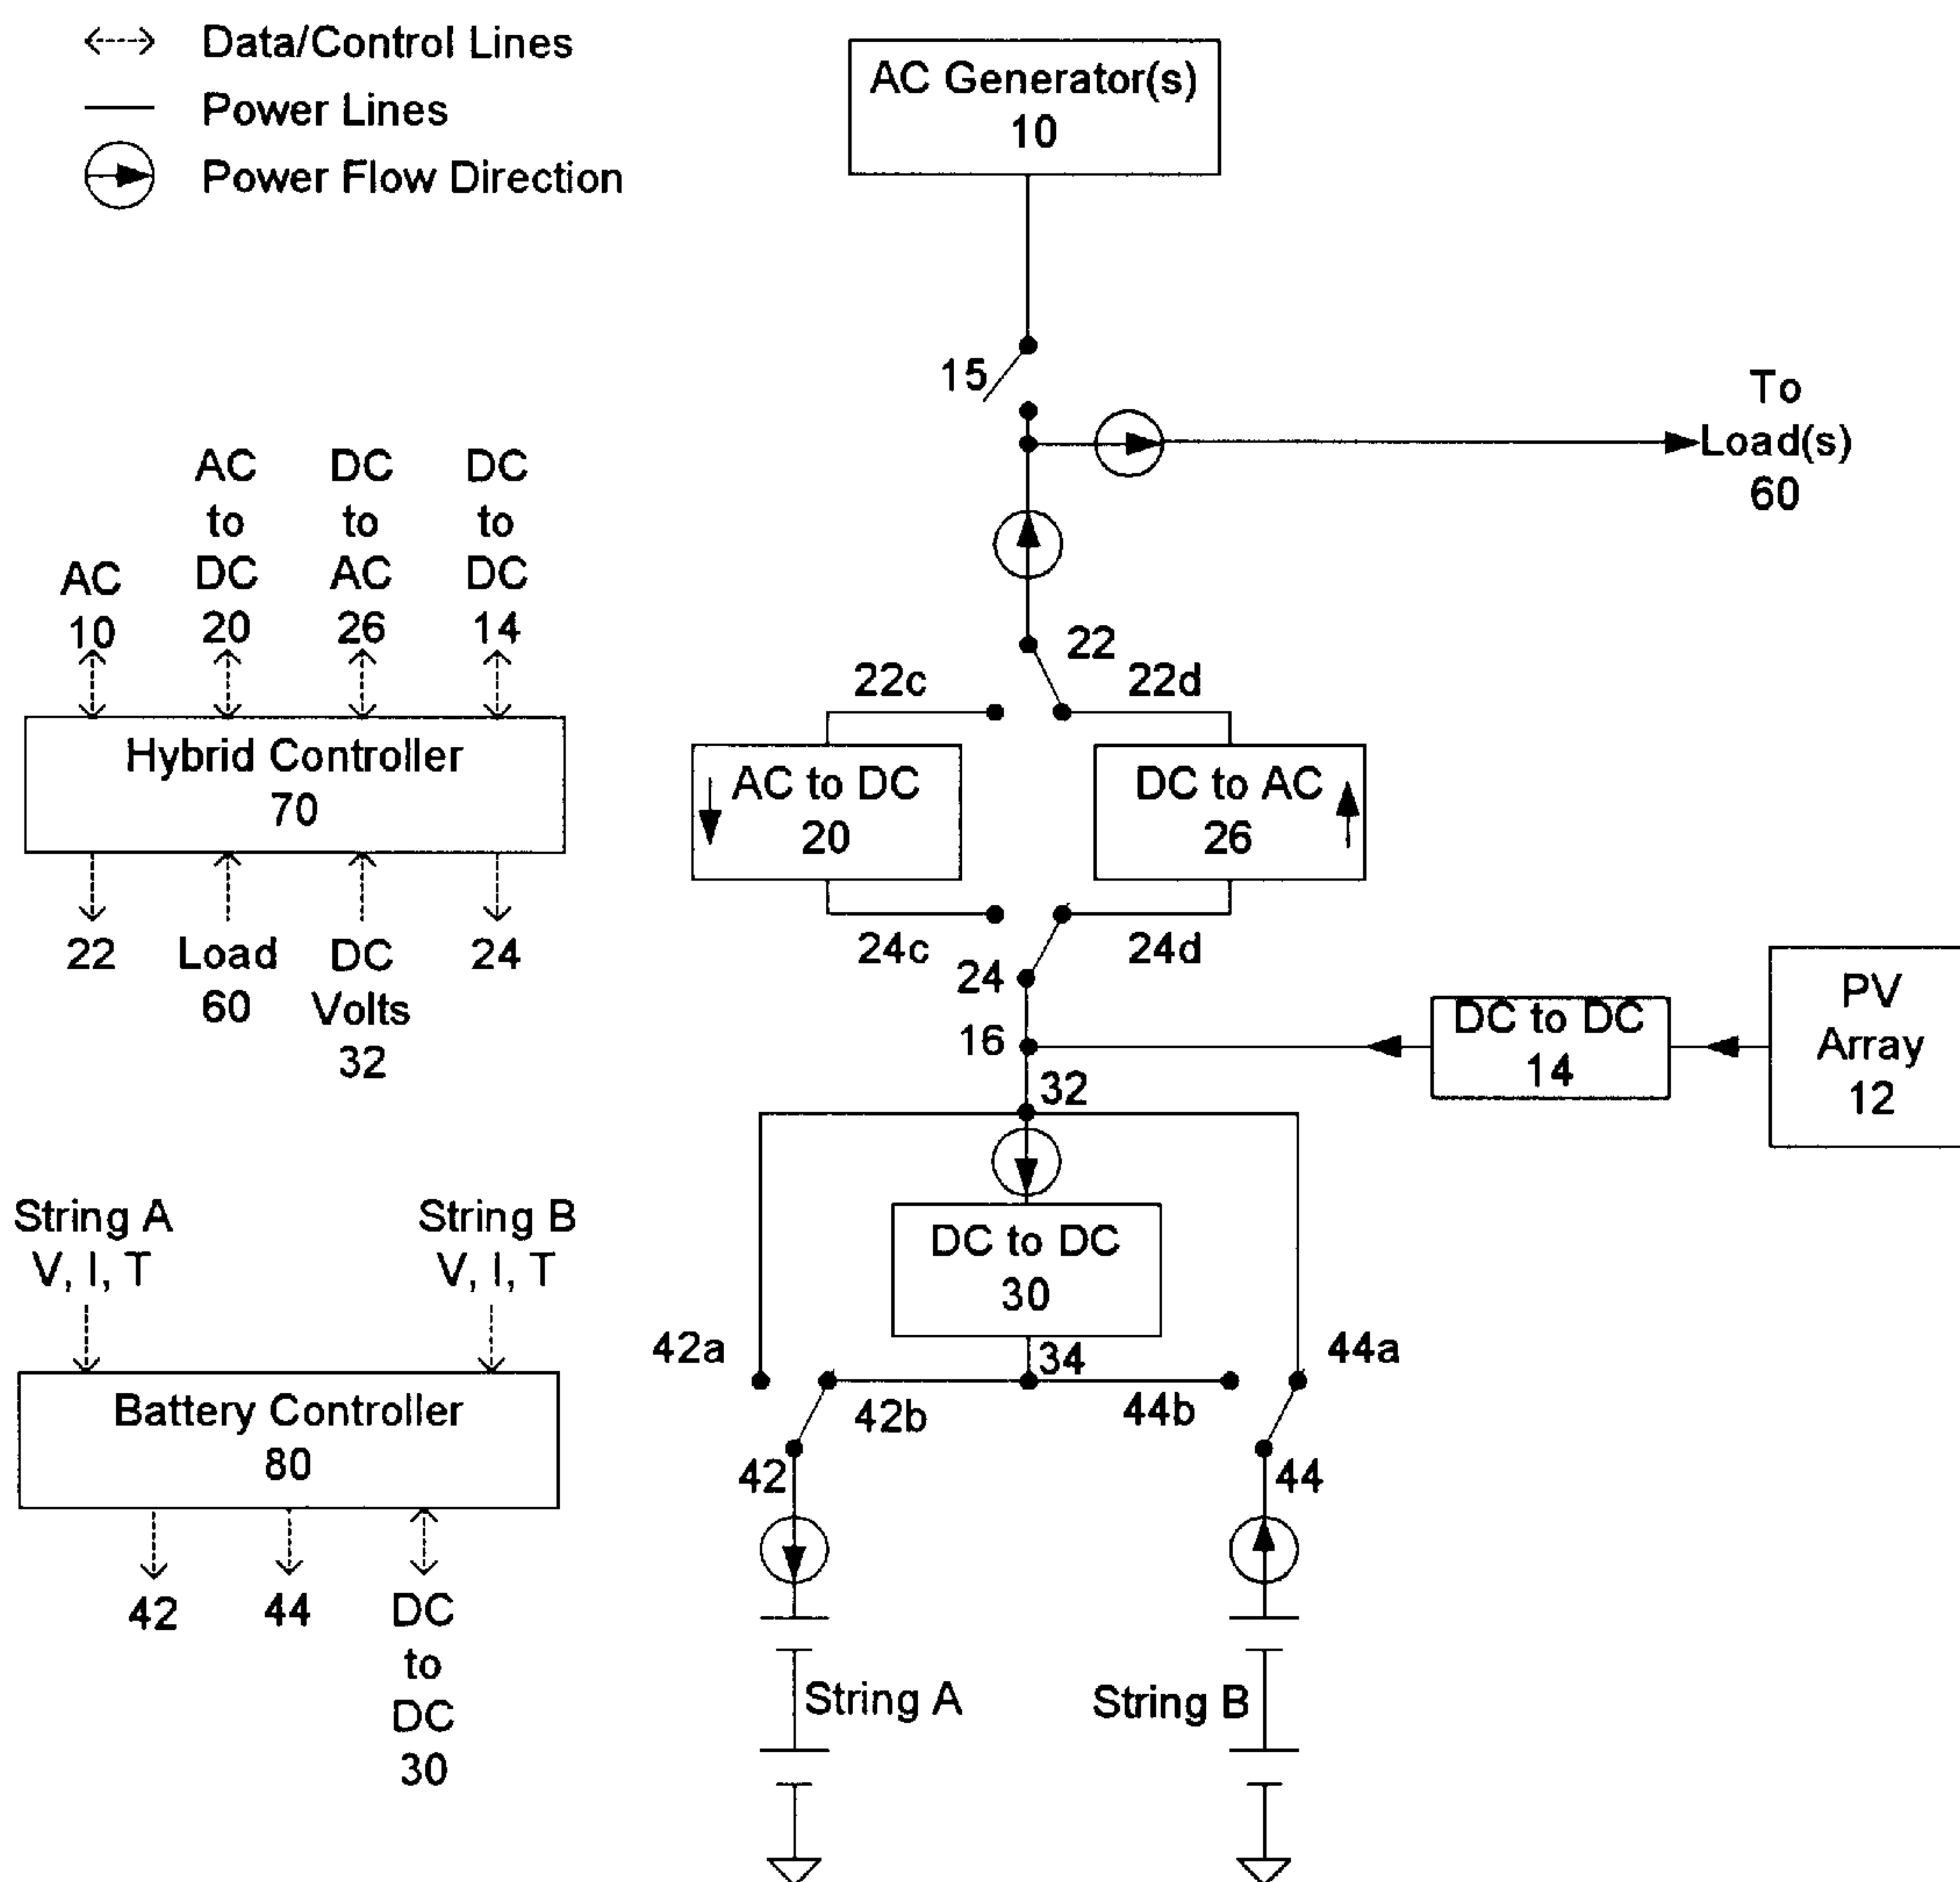 Data/Control Lines
Power Lines
Power Flow Direction
AC Generator(s)
10
15
To
Load(s)
60
AC
10
AC
to
DC
20
DC
to
AC
26
DC
to
DC
14
Hybrid Controller
70
22
Load
60
DC
Volts
32
24
22
22c
22d
AC to DC
20
DC to AC
26
24c
24d
24
16
32
DC to DC
14
PV
Array
12
DC to DC
30
34
42a
42b
44b
44a
42
44
String A
V, I, T
String B
V, I, T
Battery Controller
80
42
44
DC
to
DC
30
String A
String B